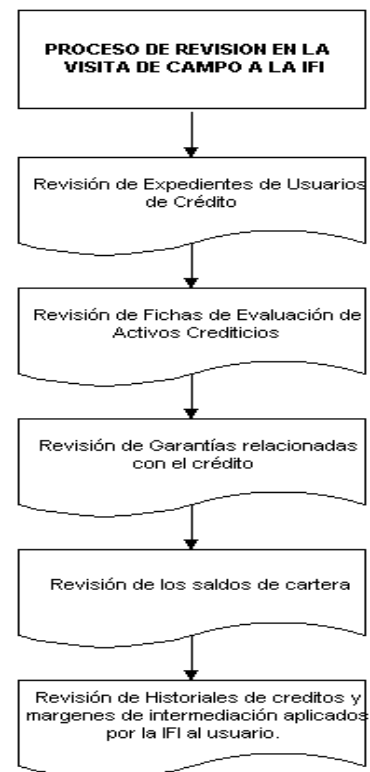 PROCESO DE REVISION EN LA
VISITA DE CAMPO A LA IFI
Revisión de Expedientes de Usuarios
de Crédito
Revisión de Fichas de Evaluación de
Activos Crediticios
Revisión de Garantías relacionadas
con el crédito
Revisión de los saldos de cartera
Revisión de Historiales de creditos y
margenes de intermediación aplicados
por la IFI al usuario.